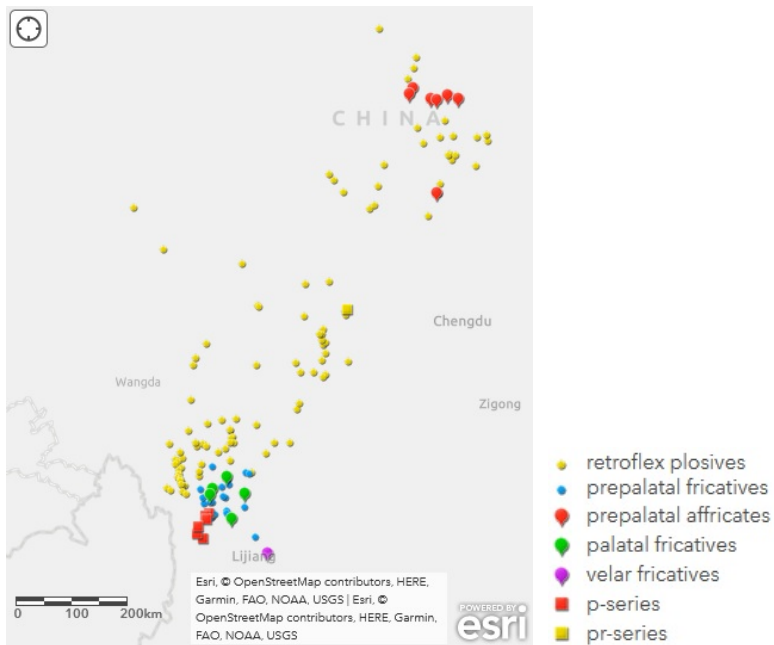 CHINA
Chengdu
Wangda
Zigong
retroflex plosives
prepalatal fricatives
prepalatal affricates
palatal fricatives
velar fricatives
p-series
pr-series
Lijiang
0 100 200km
Esri, © OpenStreetMap contributors, HERE,
Garmin, FAO, NOAA, USGS | Esri, ©
OpenStreetMap contributors, HERE, Garmin,
FAO, NOAA, USGS
POWERED BY
esri